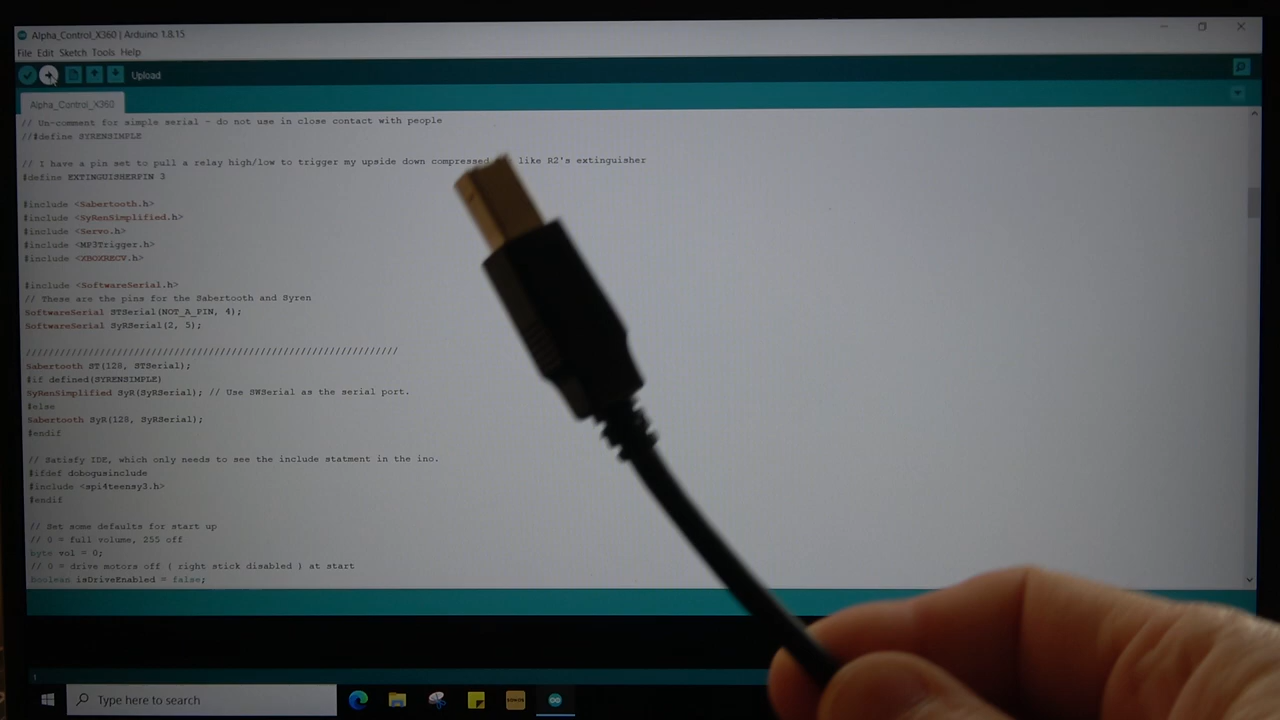 Alpha_Control_X360 | Arduino 1.8.15
File Edit Sketch Tools Help
Upload
Alpha_Control_X360
// Un-comment for simple serial - do not use in close contact with people
//#define SYRENSIMPLE
// I have a pin set to pull a relay high/low to trigger my upside down compressed like R2's extinguisher
#define EXTINGUISHERPIN 3
#include <Sabertooth.h>
#include <SyRenSimplified.h>
#include <Servo.h>
#include <MP3Trigger.h>
#include <XBOXRECV.h>
#include <SoftwareSerial.h>
// These are the pins for the Sabertooth and Syren
SoftwareSerial STSerial(NOT_A_PIN, 4);
SoftwareSerial SyRSerial(2, 5);
//////////////////////////////////////////////////////////////////
Sabertooth ST(128, STSerial);
#if defined(SYRENSIMPLE)
SyRenSimplified SyR(SyRSerial); // Use SWSerial as the serial port.
#else
Sabertooth SyR(128, SyRSerial);
#endif
// Satisfy IDE, which only needs to see the include statment in the ino.
#ifdef dobogusinclude
#include <spi4teensy3.h>
#endif
// Set some defaults for start up
// 0 = full volume, 255 off
byte vol = 0;
// 0 = drive motors off ( right stick disabled ) at start
boolean isDriveEnabled = false;
1
Type here to search